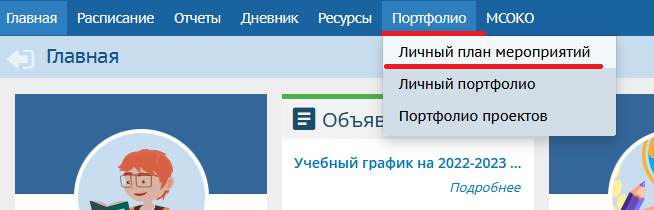 Главная Расписание Отчеты Дневник Ресурсы Портфолио МСОКО
Личный план мероприятий
Главная
Личный портфолио
Портфолио проектов
Объяв
Учебный график на 2022-2023 ...
Подробнее